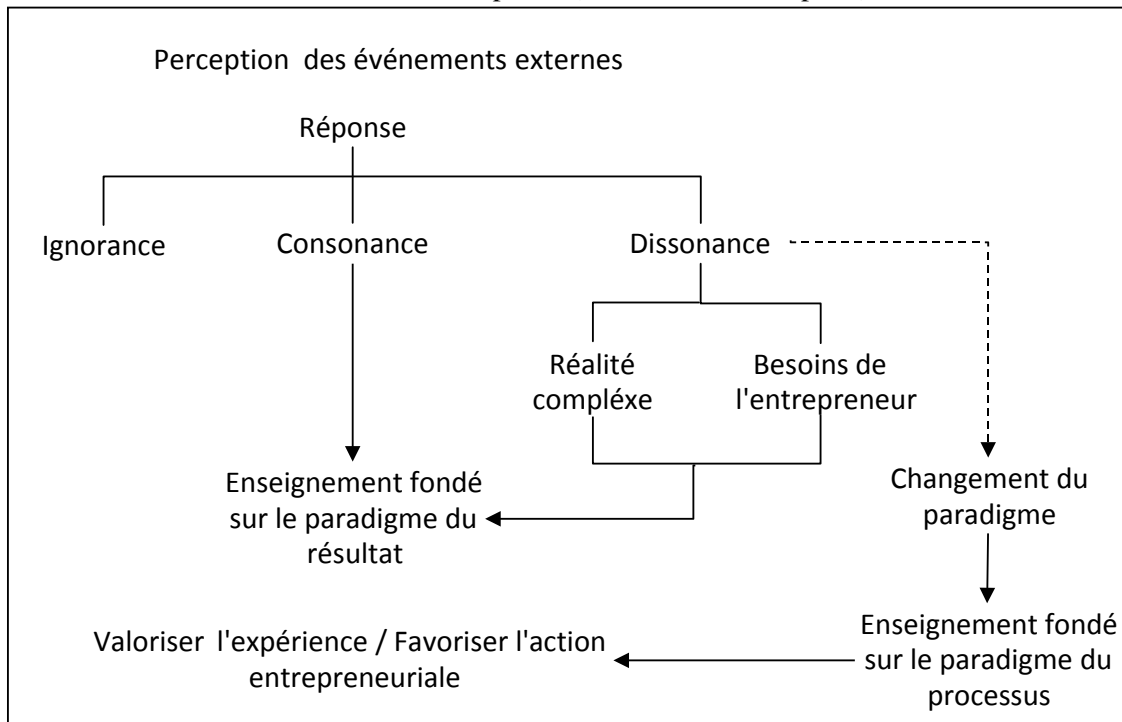 Perception des événements externes
Réponse
Ignorance
Consonance
Dissonance
Réalité
compléxe
Besoins de
l'entrepreneur
Enseignement fondé
sur le paradigme du
résultat
Changement du
paradigme
Enseignement fondé
sur le paradigme du
processus
Valoriser l'expérience / Favoriser l'action
entrepreneuriale